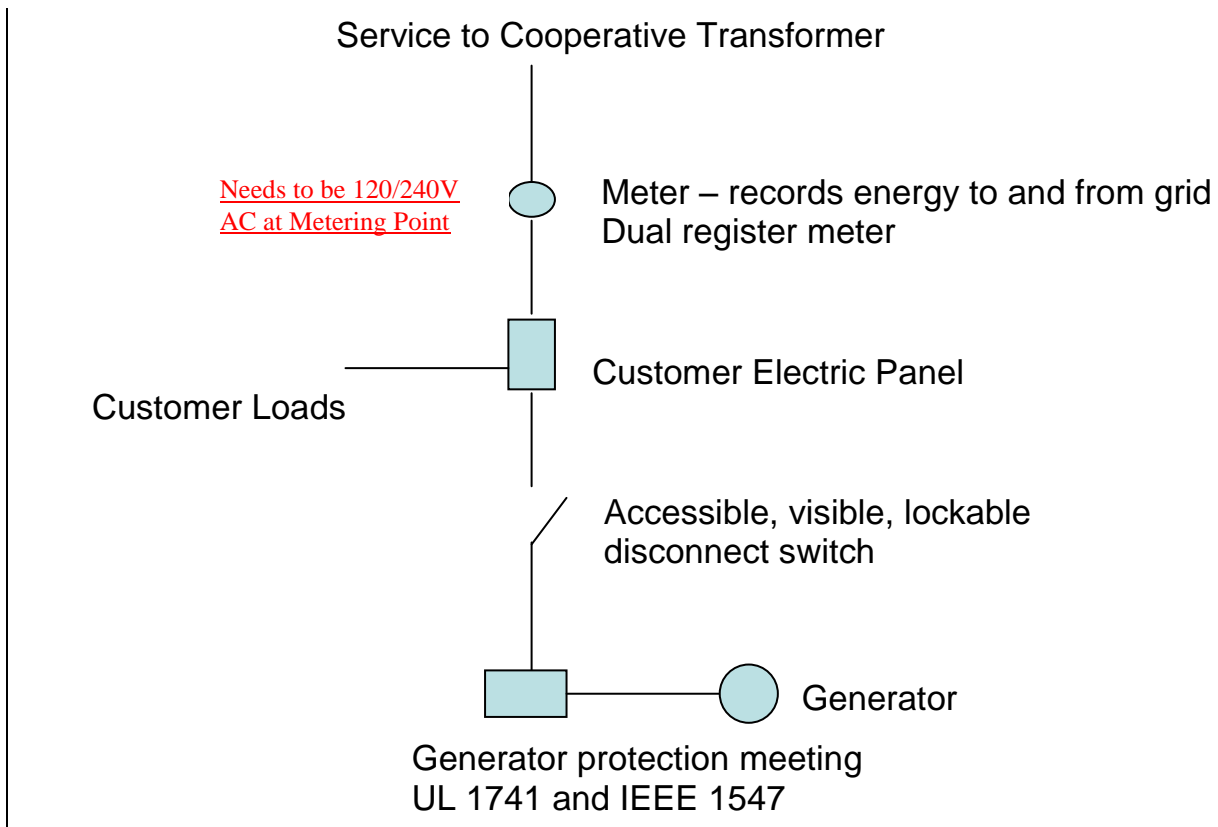 Service to Cooperative Transformer
Needs to be 120/240V
AC at Metering Point
Meter – records energy to and from grid
Dual register meter
Customer Electric Panel
Customer Loads
Accessible, visible, lockable
disconnect switch
Generator
Generator protection meeting
UL 1741 and IEEE 1547